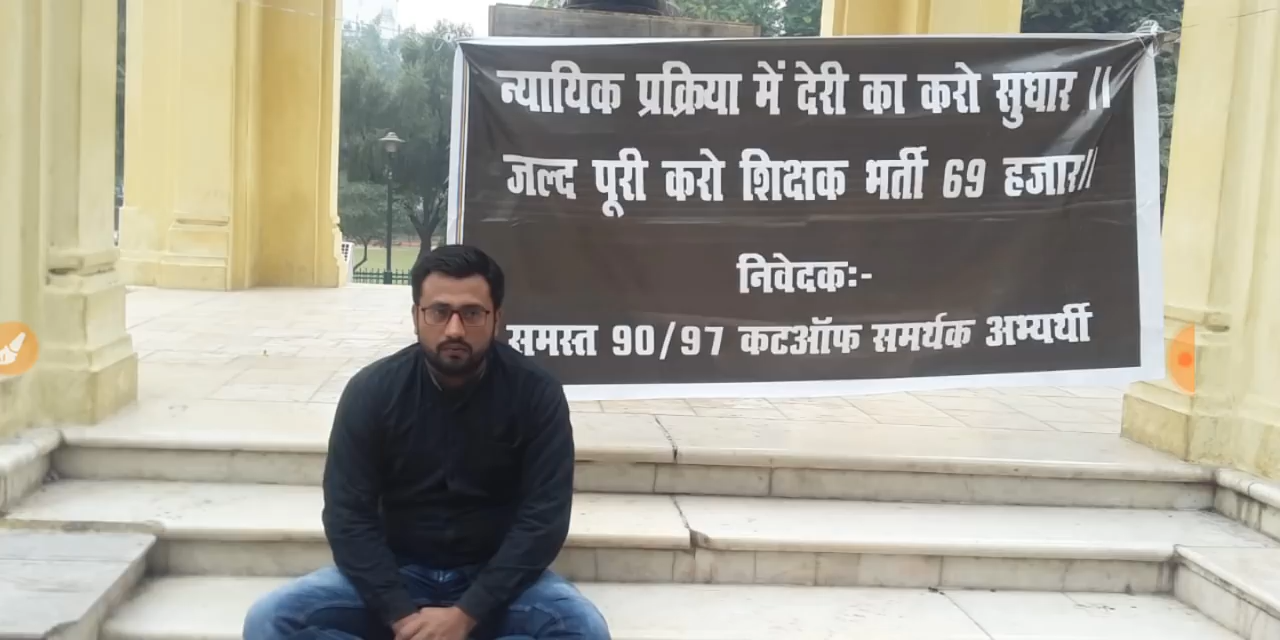 न्यायिक प्रक्रिया में देरी का करो सुधार ||
जल्द पूरी करो शिक्षक भर्ती 69 हजार||
निवेदकः-
समस्त 90/97 कटऑफ समर्थक अभ्यर्थी